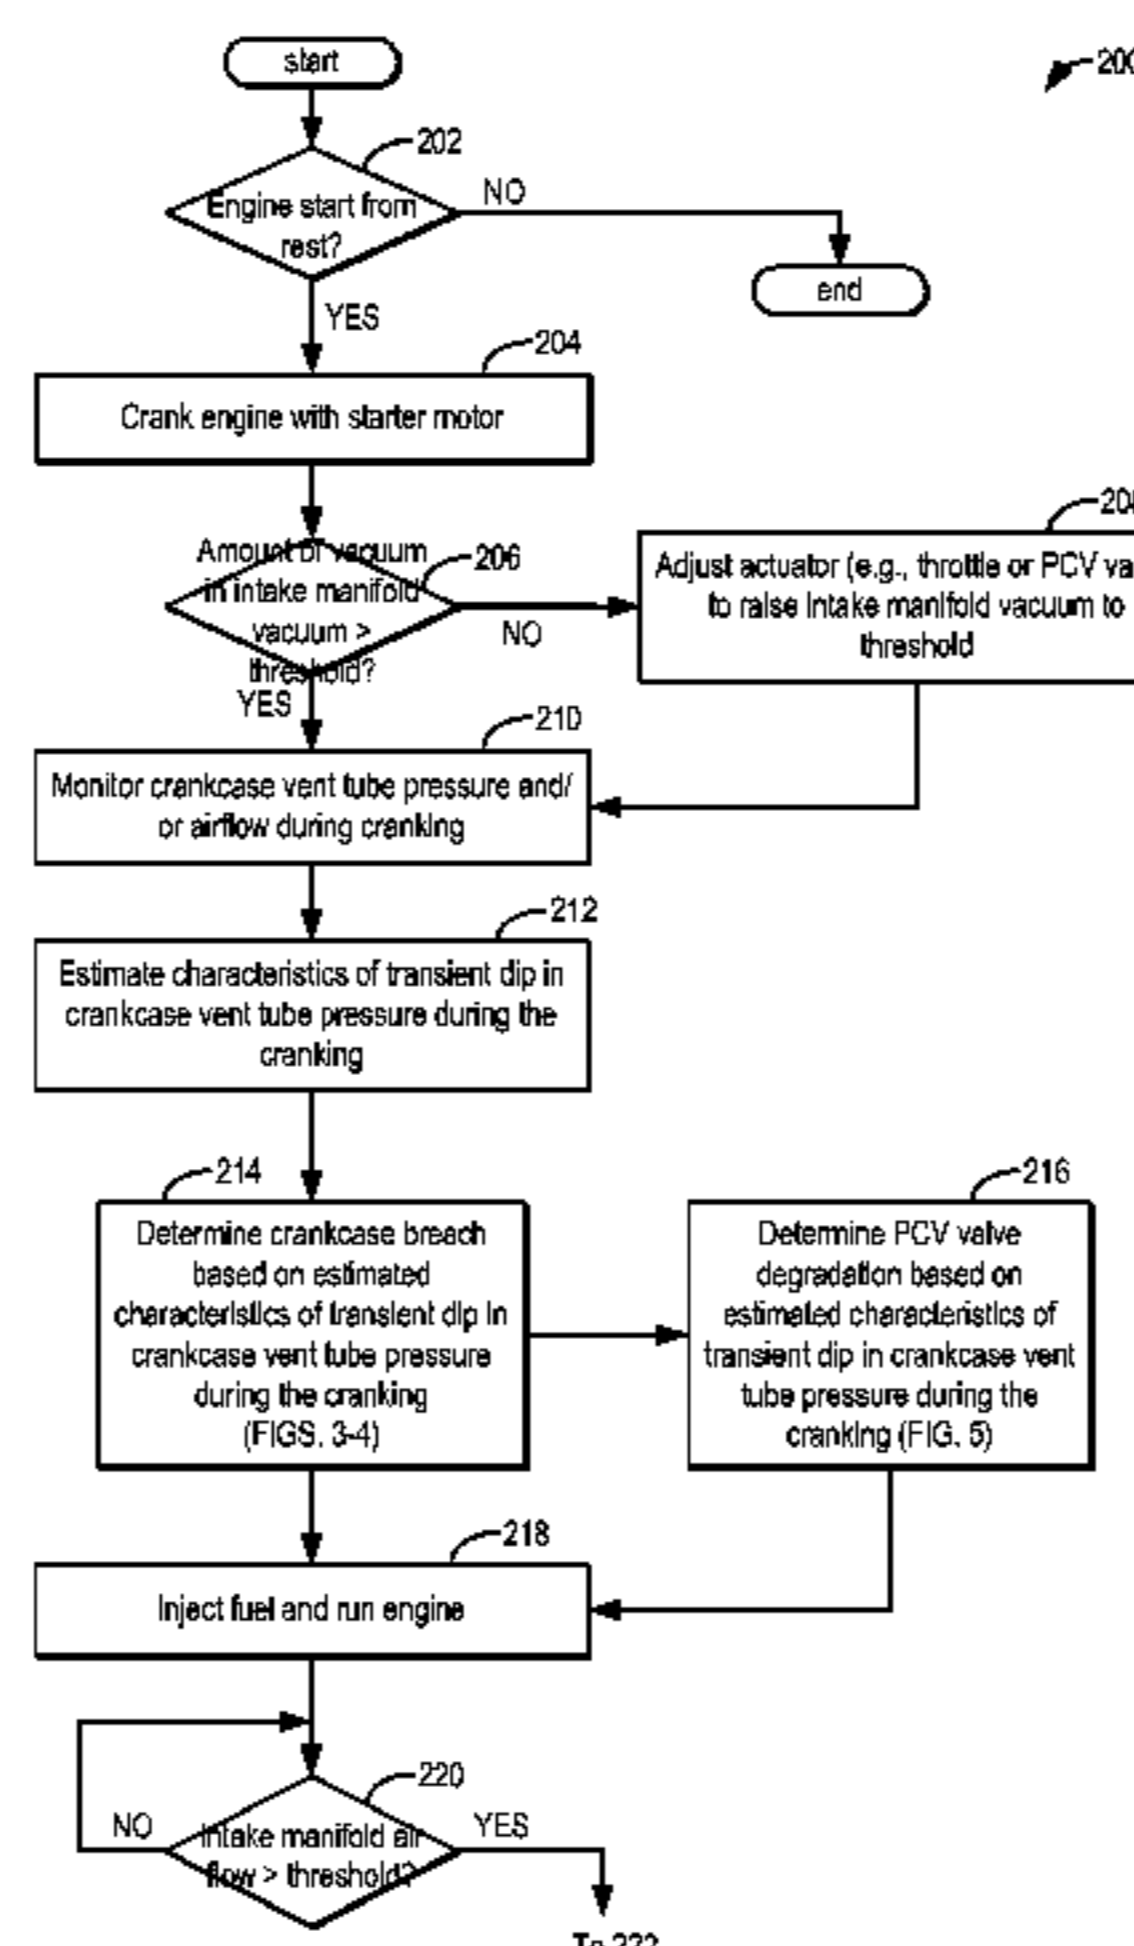 start
200
202
Engine start from
rest?
NO
end
YES
204
Crank engine with starter motor
Amount of vacuum
in intake manifold
vacuum >
threshold?
206
NO
YES
Adjust actuator (e.g., throttle or PCV
to raise intake manifold vacuum to
threshold
210
Monitor crankcase vent tube pressure and/
or airflow during cranking
212
Estimate characteristics of transient dip in
crankcase vent tube pressure during the
cranking
214
Determine crankcase breach
based on estimated
characteristics of transient dip in
crankcase vent tube pressure
during the cranking
(FIGS. 3-4)
216
Determine PCV valve
degradation based on
estimated characteristics of
transient dip in crankcase vent
tube pressure during the
cranking (FIG. 5)
218
Inject fuel and run engine
220
NO
Intake manifold air
flow > threshold?
YES
To 222